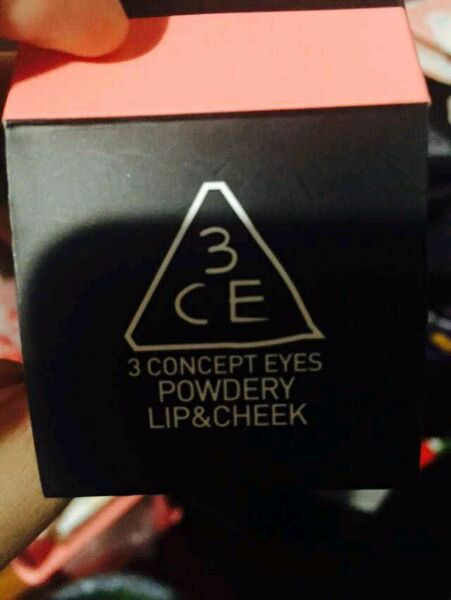 3
CE
3 CONCEPT EYES
POWDERY
LIP&CHEEK